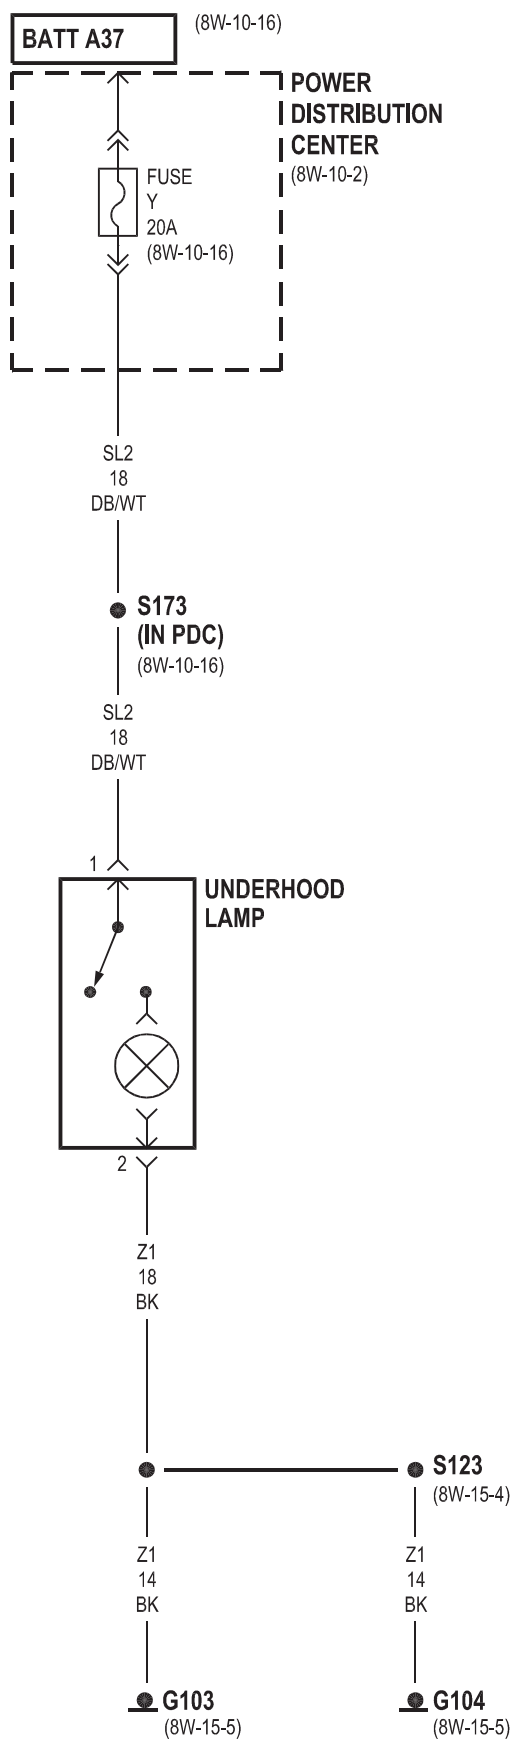 BATT A37
(8W-10-16)
POWER
DISTRIBUTION
CENTER
(8W-10-2)
FUSE
Y
20A
(8W-10-16)
SL2
18
DB/WT
S173
(IN PDC)
(8W-10-16)
SL2
18
DB/WT
1
UNDERHOOD
LAMP
2
Z1
18
BK
S123
(8W-15-4)
Z1
14
BK
Z1
14
BK
G103
(8W-15-5)
G104
(8W-15-5)